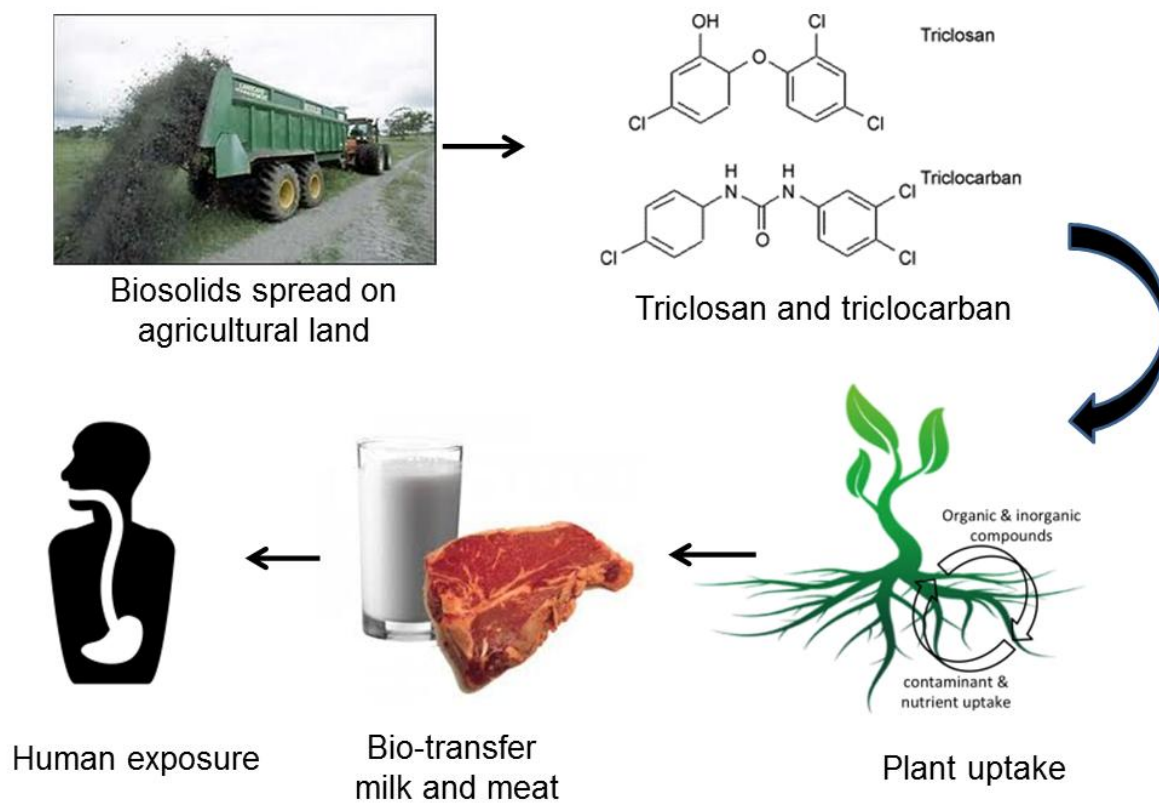 OH
Cl
O
Cl
Cl
Triclosan
H
N
H
N
O
Cl
Cl
Cl
Triclocarban
Biosolids spread on
agricultural land
Triclosan and triclocarban
Organic & inorganic
compounds
contaminant &
nutrient uptake
Human exposure
Bio-transfer
milk and meat
Plant uptake